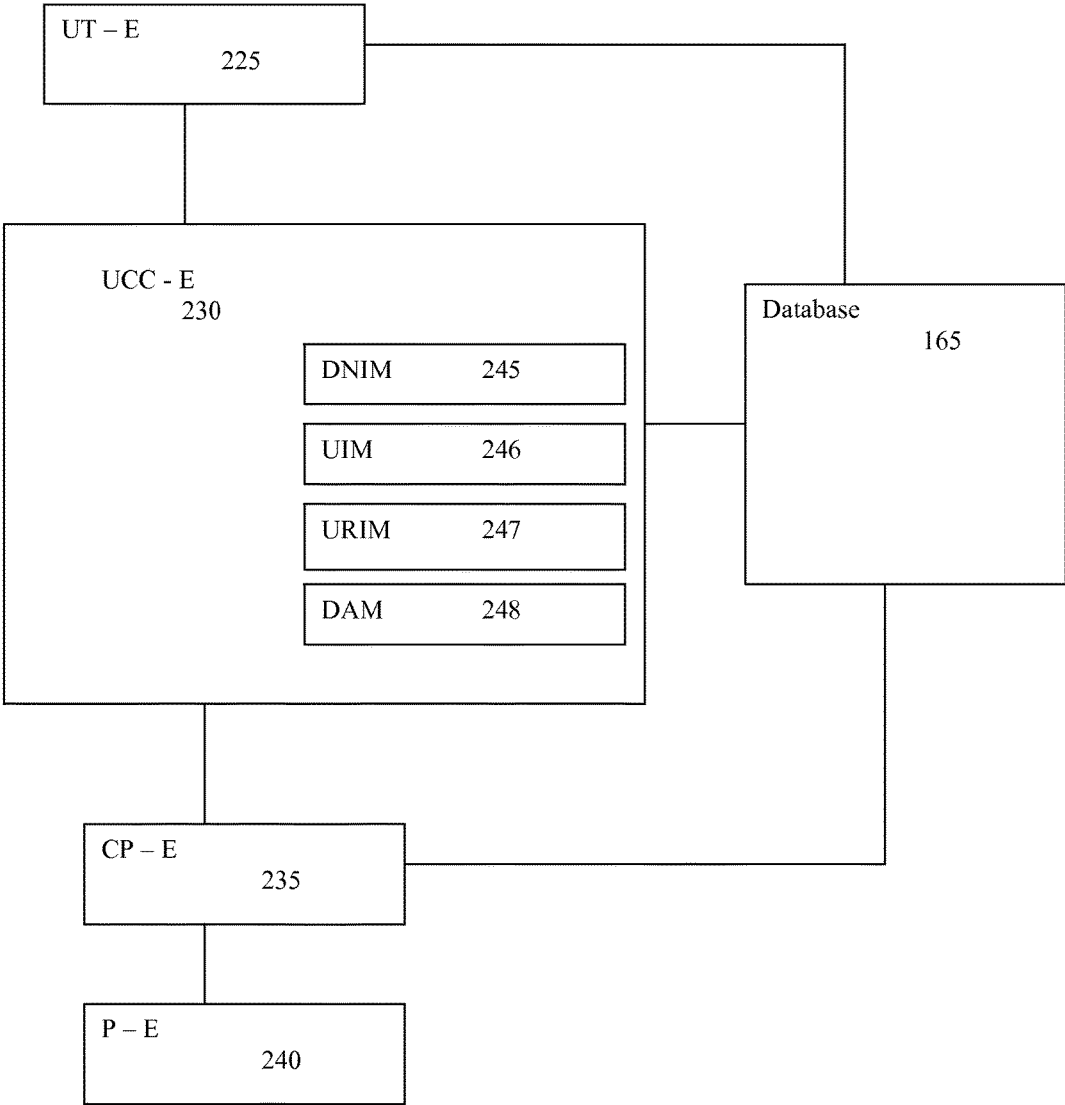 UT – E
225
UCC - E
230
Database
165
DNIM 245
UIM 246
URIM 247
DAM 248
CP – E
235
P – E
240